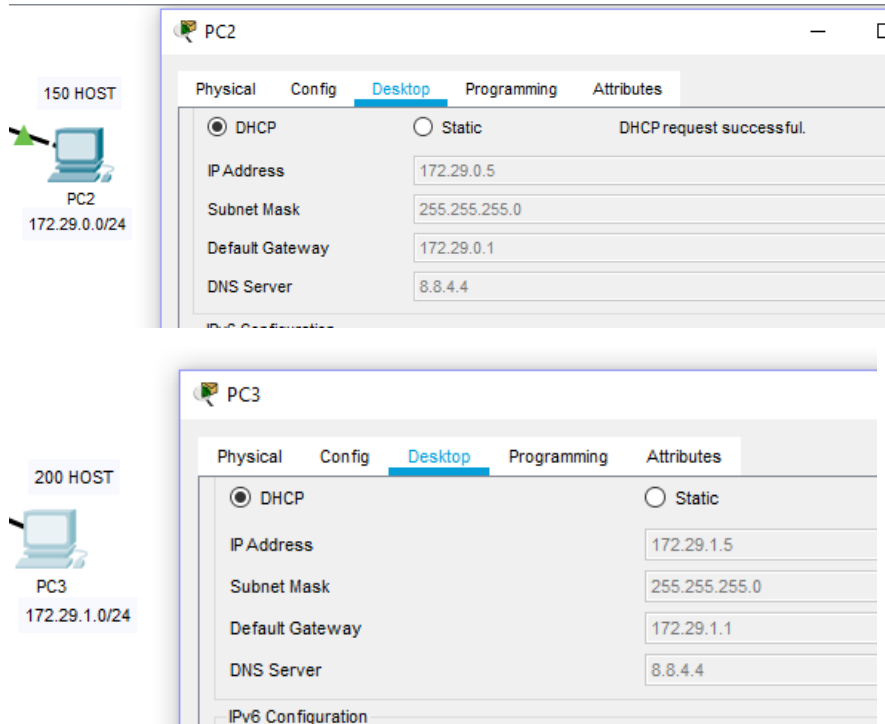 PC2
Physical Config Desktop Programming Attributes
150 HOST
DHCP Static DHCP request successful.
IP Address 172.29.0.5
PC2
Subnet Mask 255.255.255.0
172.29.0.0/24
Default Gateway 172.29.0.1
DNS Server 8.8.4.4
IPv6 Configuration
PC3
Physical Config Desktop Programming Attributes
200 HOST
DHCP Static
IP Address 172.29.1.5
PC3
Subnet Mask 255.255.255.0
172.29.1.0/24
Default Gateway 172.29.1.1
DNS Server 8.8.4.4
IPv6 Configuration